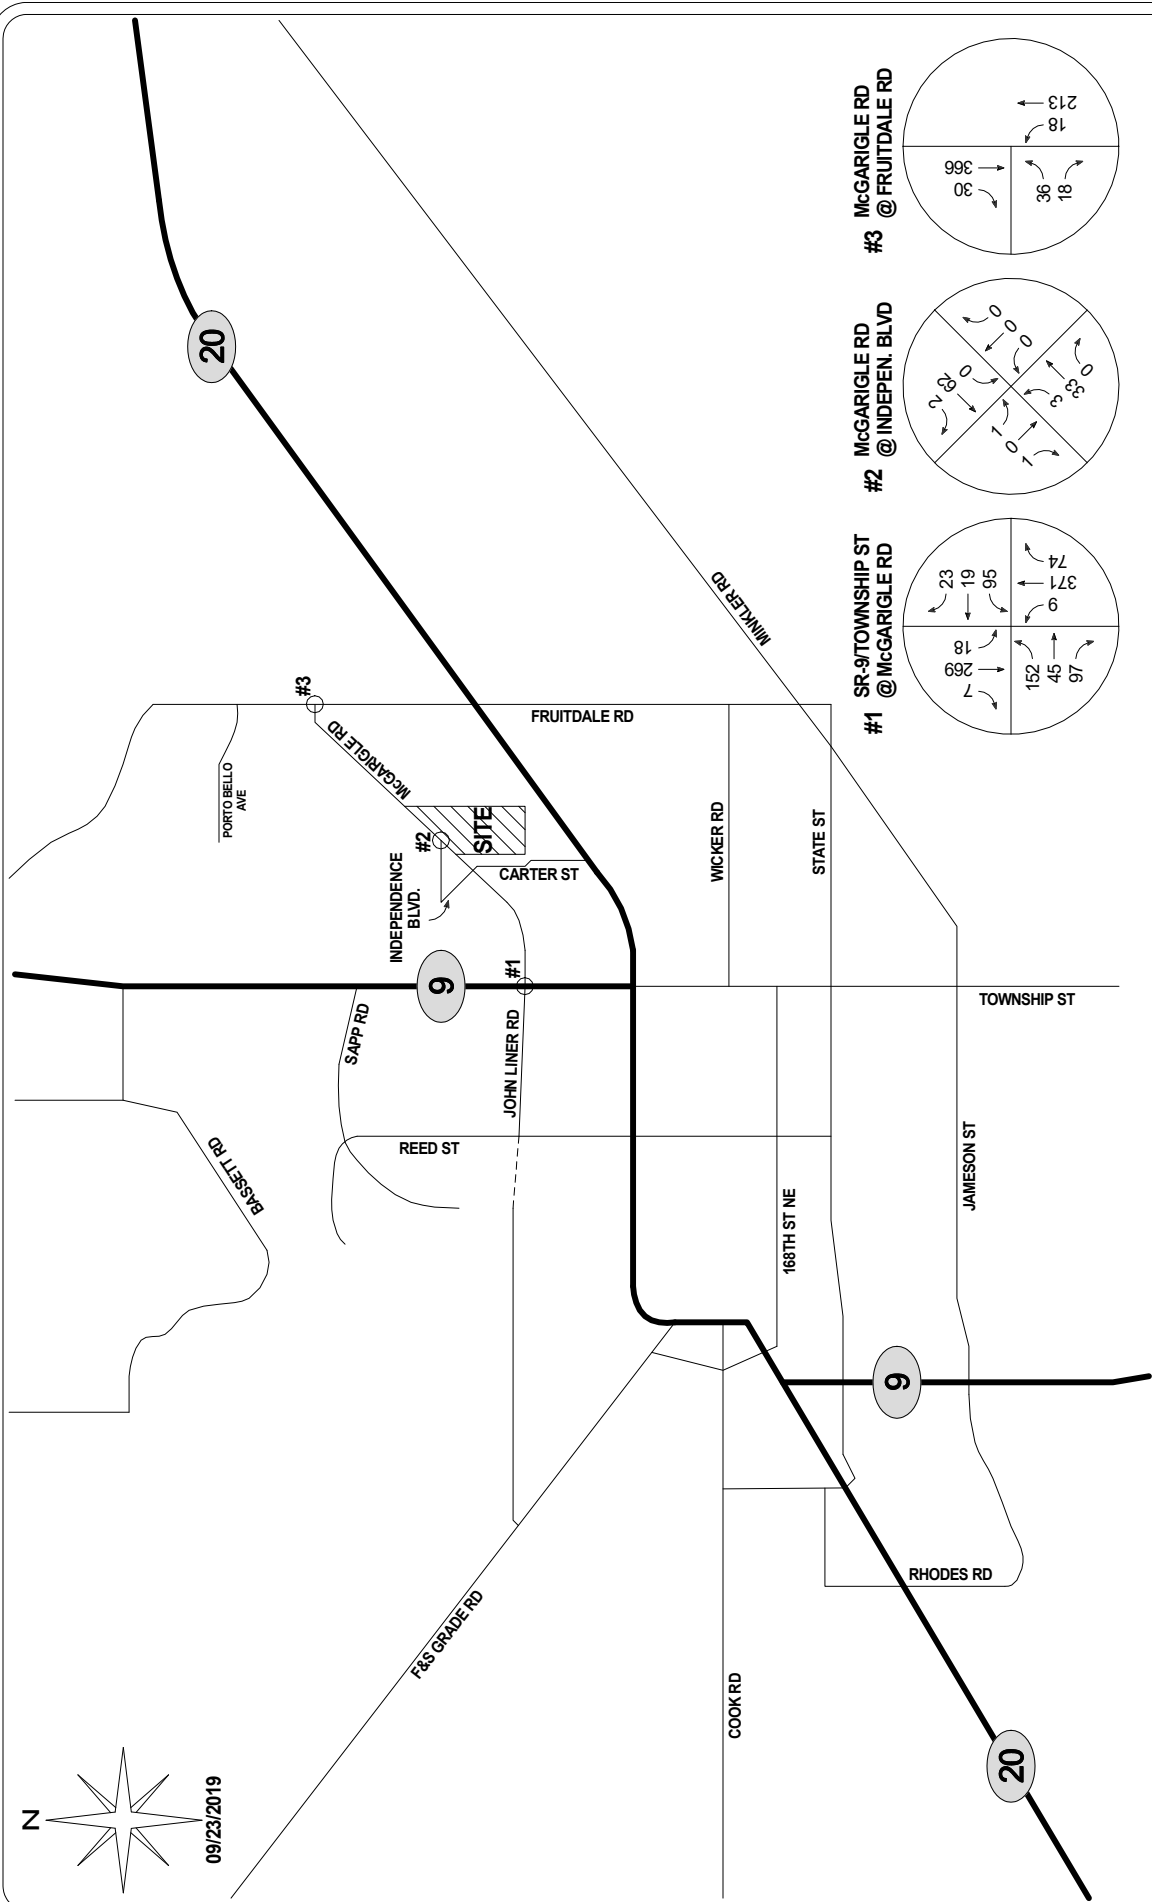 N
09/23/2019
20
20
9
9
#1
#2
#3
SITE
INDEPENDENCE
BLVD.
McGARIGLE RD
CARTER ST
FRUITDALE RD
PORTO BELLO
AVE
MINKLER RD
WICKER RD
STATE ST
TOWNSHIP ST
SAPP RD
JOHN LINER RD
REED ST
BASSETT RD
168TH ST NE
JAMESON ST
RHODES RD
COOK RD
F&S GRADE RD
#1 SR-9/TOWNSHIP ST
@ McGARIGLE RD
7
269
18
23
19
95
152
45
97
9
371
74
#2 McGARIGLE RD
@ INDEPEN. BLVD
2
62
0
0
0
0
1
0
1
3
33
0
#3 McGARIGLE RD
@ FRUITDALE RD
30
366
36
18
18
213